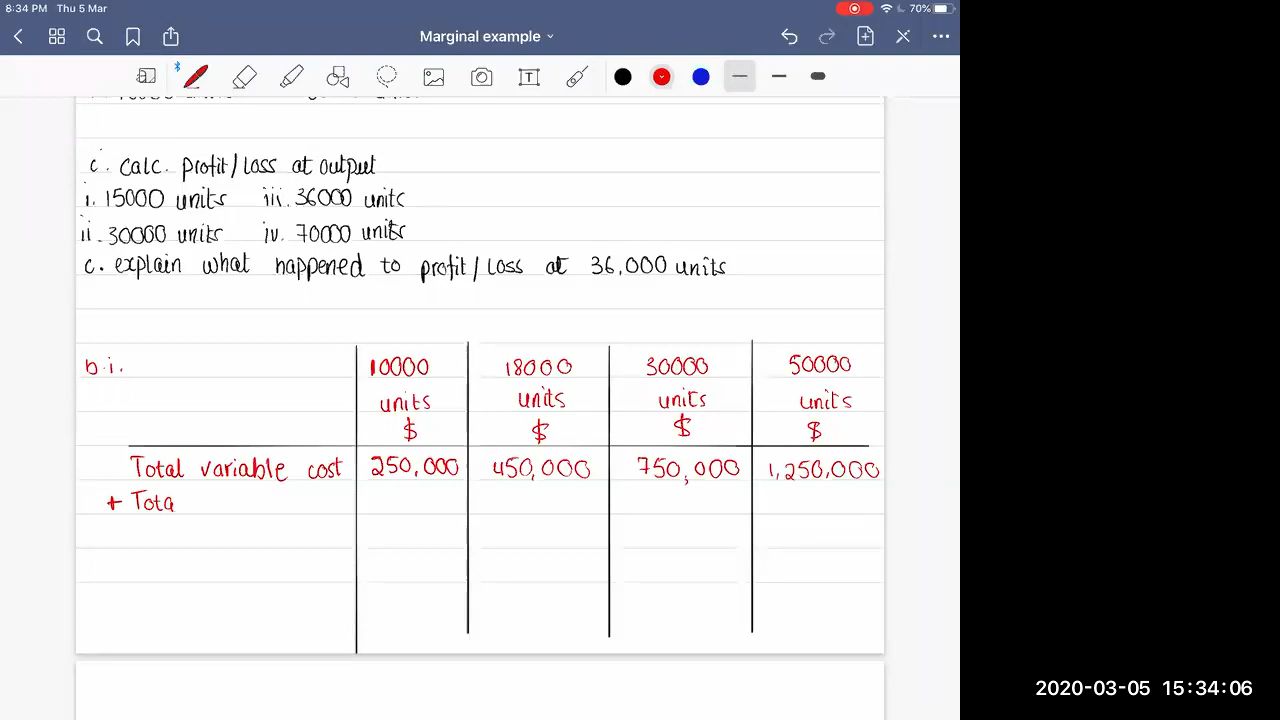 8:34 PM Thu 5 Mar
70%
Marginal example
T
c. calc. profit/loss at output
i. 15000 units iii. 36000 units
ii. 30000 units iv. 70000 units
c. explain what happened to profit/loss at 36,000 units
b.i. 10000 18000 30000 50000
units units units units
$ $ $ $
Total variable cost 250,000 450,000 750,000 1,250,000
+ Tota
2020-03-05 15:34:06